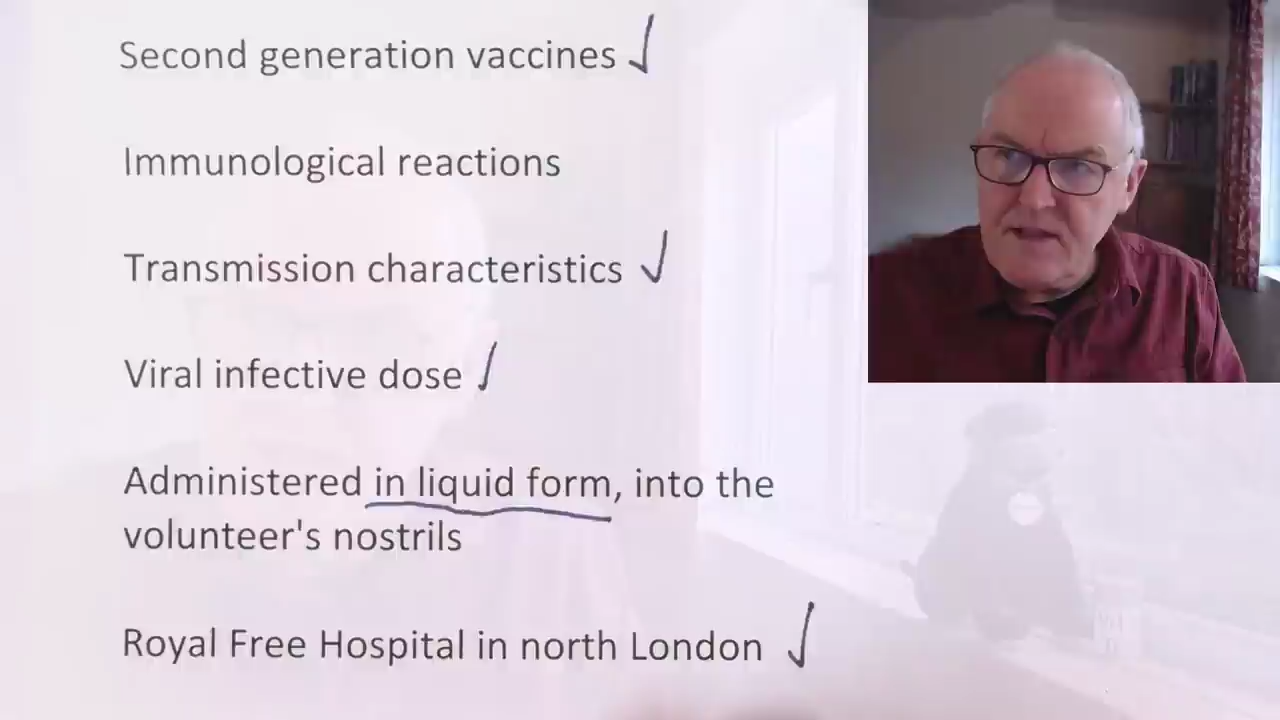 Second generation vaccines
Immunological reactions
Transmission characteristics
Viral infective dose
Administered in liquid form, into the
volunteer's nostrils
Royal Free Hospital in north London